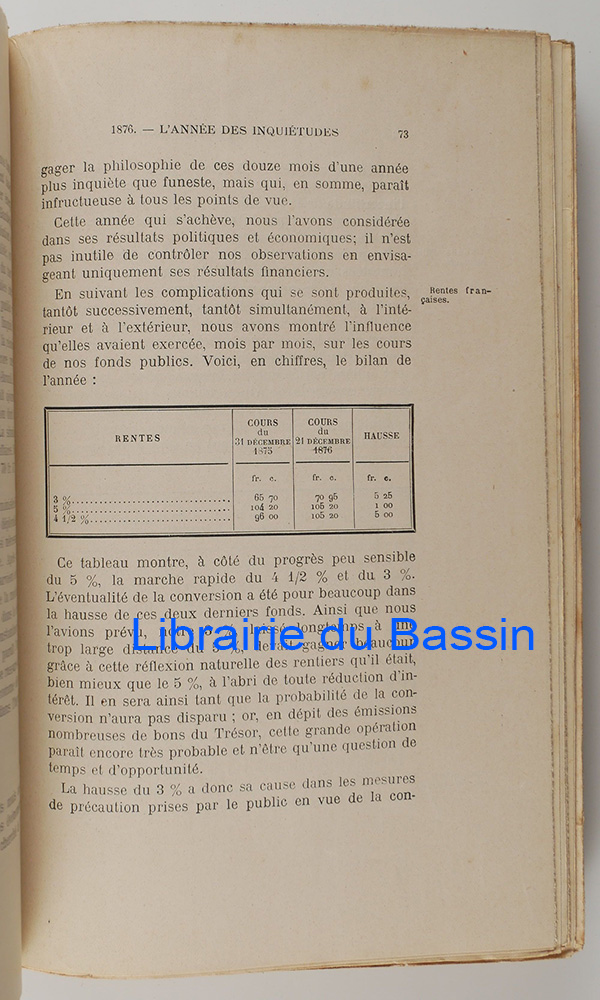 1876. — L'ANNÉE DES INQUIÉTUDES 73
gager la philosophie de ces douze mois d'une année
plus inquiète que funeste, mais qui, en somme, paraît
infructueuse à tous les points de vue.
Cette année qui s'achève, nous l'avons considérée
dans ses résultats politiques et économiques; il n'est
pas inutile de contrôler nos observations en envisa-
geant uniquement ses résultats financiers.
En suivant les complications qui se sont produites,
Rentes fran-
çaises.
tantôt successivement, tantôt simultanément, à l'inté-
rieur et à l'extérieur, nous avons montré l'influence
qu'elles avaient exercée, mois par mois, sur les cours
de nos fonds publics. Voici, en chiffres, le bilan de
l'année :
RENTES
COURS
du
31 DÉCEMBRE
1875
COURS
du
21 DÉCEMBRE
1876
HAUSSE
fr. c. fr. c. fr. c.
3 %................................ 65 70 70 95 5 25
5 %................................ 104 20 105 20 1 00
4 1/2 %............................ 96 00 105 20 5 00
Ce tableau montre, à côté du progrès peu sensible
du 5 %, la marche rapide du 4 1/2 % et du 3 %.
L'éventualité de la conversion a été pour beaucoup dans
la hausse de ces deux derniers fonds. Ainsi que nous
l'avions prévu, longtemps à une
trop large distance du 5 %, devait gagner beaucoup
Librairie du Bassin
grâce à cette réflexion naturelle des rentiers qu'il était,
bien mieux que le 5 %, à l'abri de toute réduction d'in-
térêt. Il en sera ainsi tant que la probabilité de la con-
version n'aura pas disparu ; or, en dépit des émissions
nombreuses de bons du Trésor, cette grande opération
paraît encore très probable et n'être qu'une question de
temps et d'opportunité.
La hausse du 3 % a donc sa cause dans les mesures
de précaution prises par le public en vue de la con-